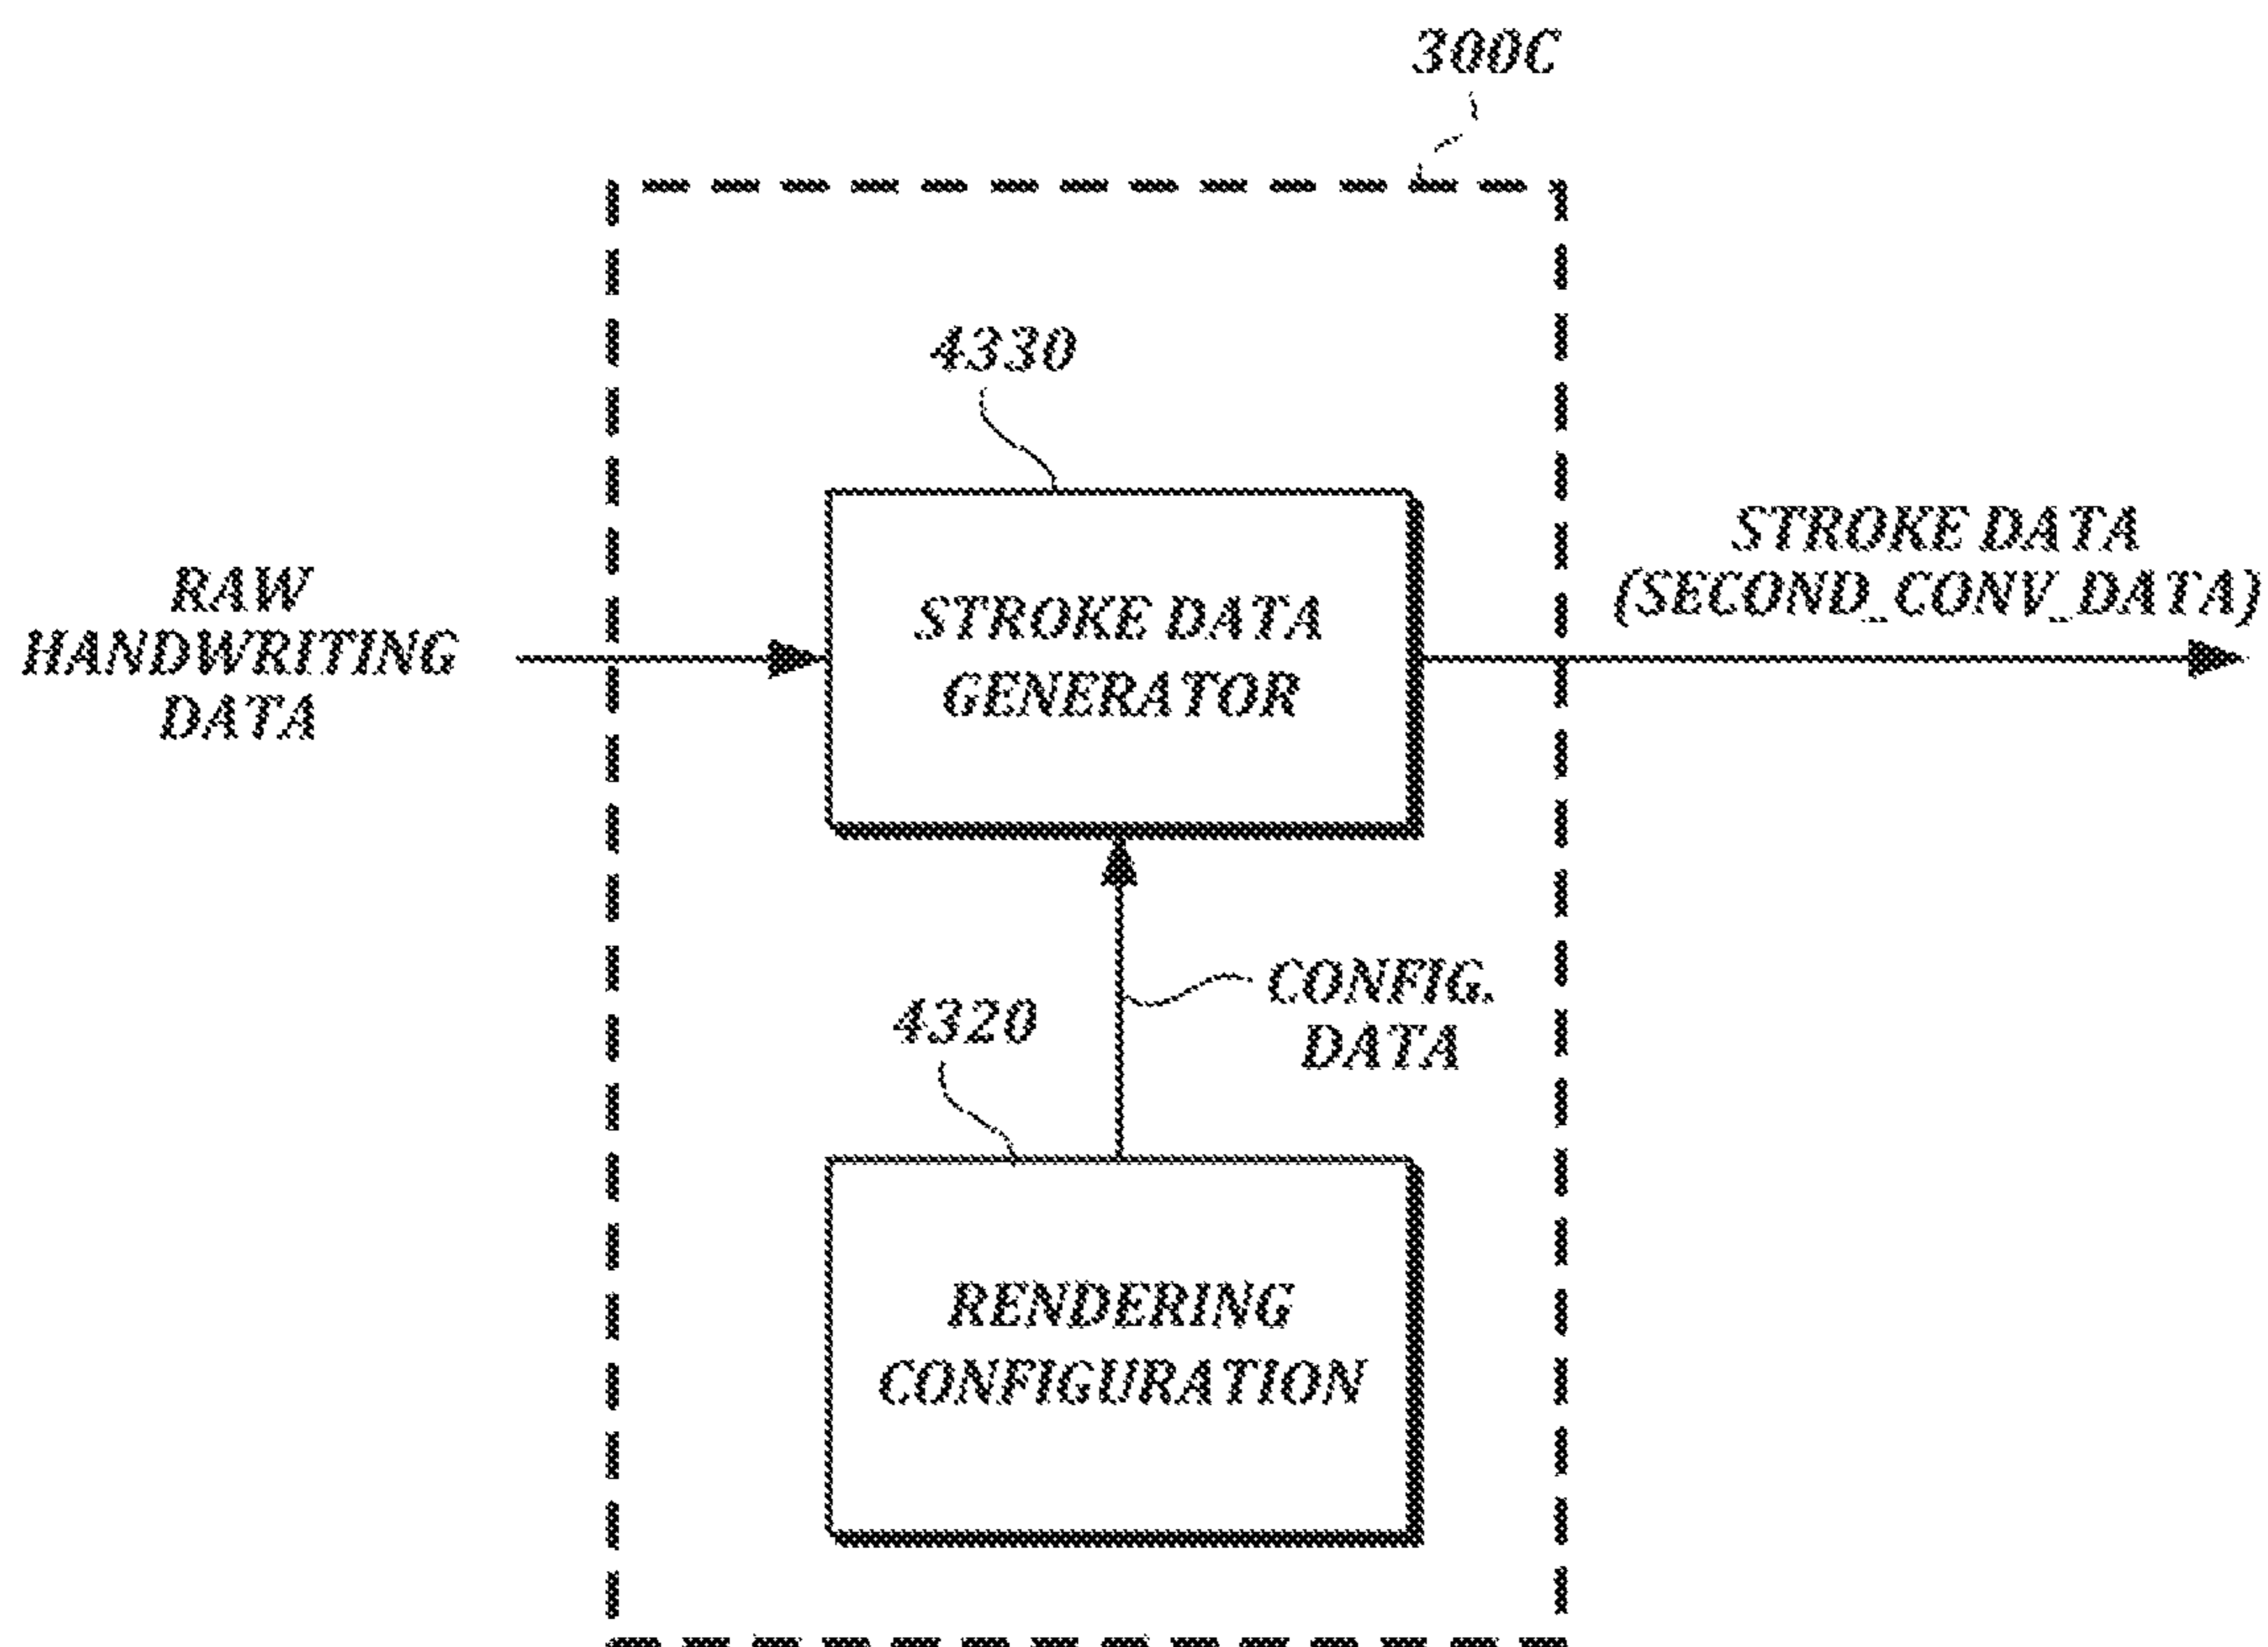 300C
4330
RAW
HANDWRITING
DATA
STROKE DATA
GENERATOR
STROKE DATA
(SECOND_CONV_DATA)
CONFIG.
DATA
4320
RENDERING
CONFIGURATION